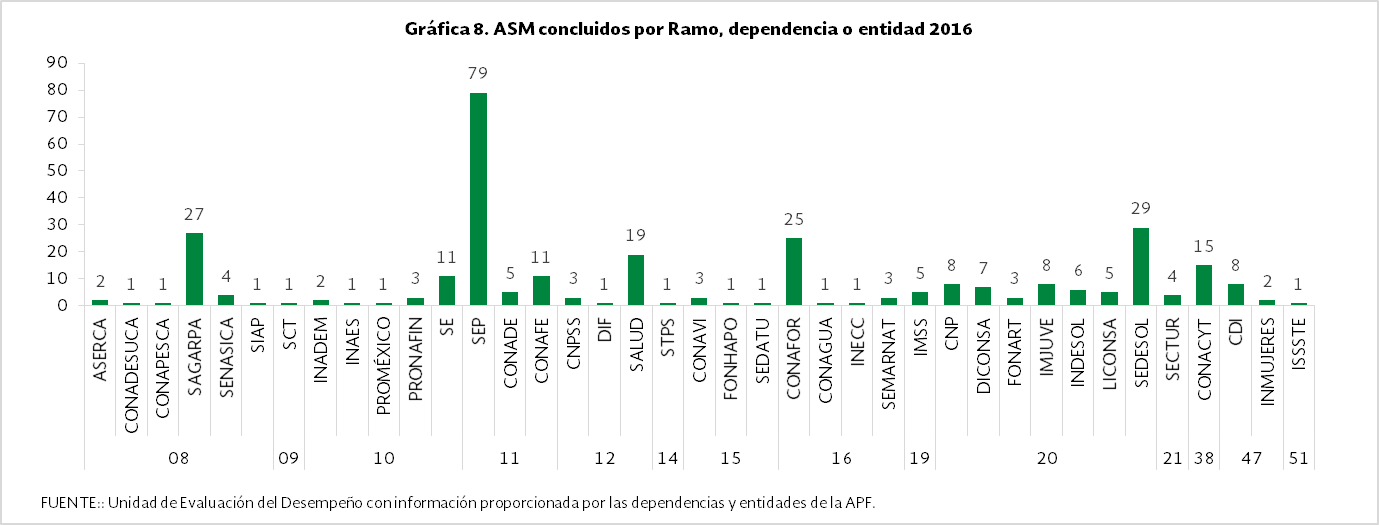 Gráfica 8. ASM concluidos por Ramo, dependencia o entidad 2016
90
80
70
60
50
40
30
20
10
0
2
1
1
27
4
1
1
2
1
1
3
11
79
5
11
3
1
19
1
3
1
1
25
1
1
3
5
8
7
3
8
6
5
29
4
15
8
2
1
ASERCA
CONADESUCA
CONAPESCA
SAGARPA
SENASICA
SIAP
SCT
INADEM
INAES
PROMÉXICO
PRONAFIN
SE
SEP
CONADE
CONAFE
CNPSS
DIF
SALUD
STPS
CONAVI
FONHAPO
SEDATU
CONAFOR
CONAGUA
INECC
SEMARNAT
IMSS
CNP
DICONSA
FONART
IMJUVE
INDESOL
LICONSA
SEDESOL
SECTUR
CONACYT
CDI
INMUJERES
ISSSTE
08 09 10 11 12 14 15 16 19 20 21 38 47 51
FUENTE:: Unidad de Evaluación del Desempeño con información proporcionada por las dependencias y entidades de la APF.